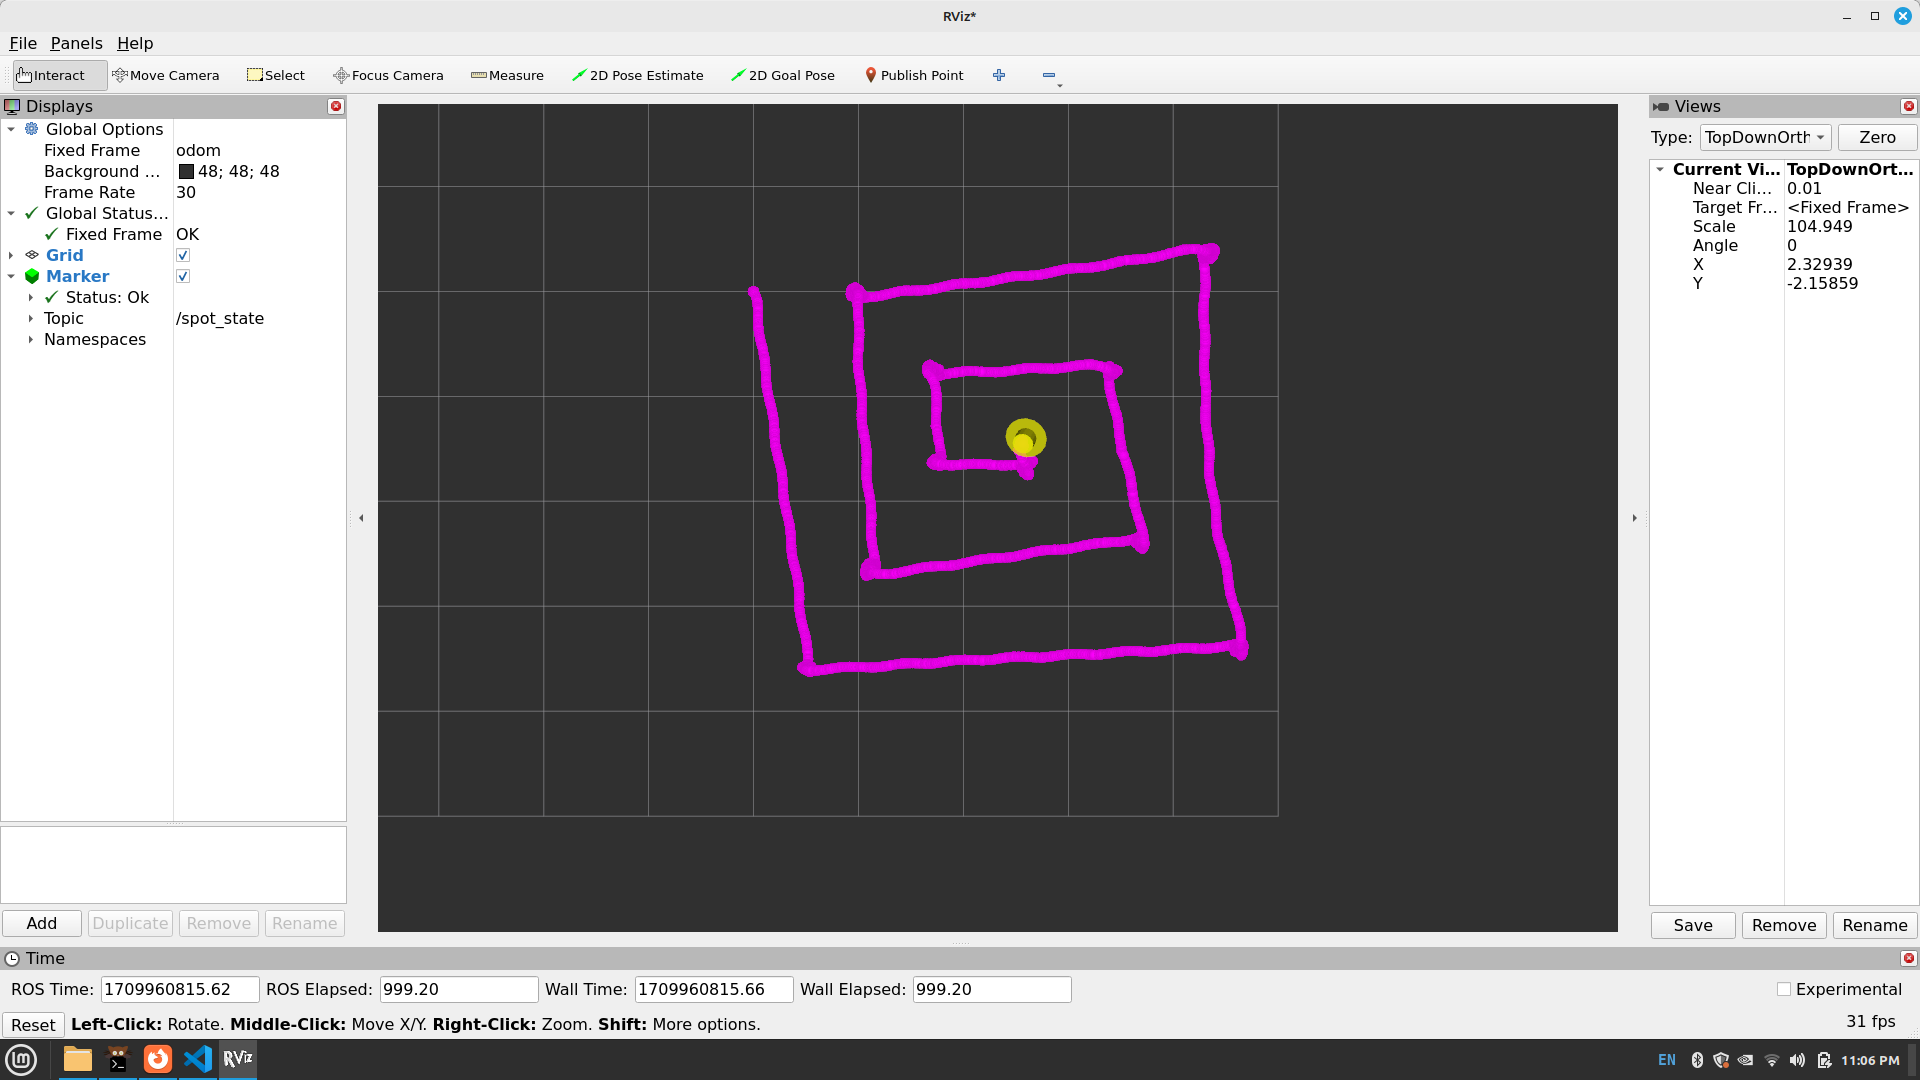 RViz*
File Panels Help
Interact Move Camera Select Focus Camera Measure 2D Pose Estimate 2D Goal Pose Publish Point
Displays
Global Options
Fixed Frame odom
Background ... 48; 48; 48
Frame Rate 30
Global Status...
Fixed Frame OK
Grid
Marker
Status: Ok
Topic /spot_state
Namespaces
Add Duplicate Remove Rename
Views
Type: TopDownOrth Zero
Current Vi... TopDownOrt...
Near Cli... 0.01
Target Fr... <Fixed Frame>
Scale 104.949
Angle 0
X 2.32939
Y -2.15859
Save Remove Rename
Time
ROS Time: 1709960815.62 ROS Elapsed: 999.20 Wall Time: 1709960815.66 Wall Elapsed: 999.20 Experimental
Reset Left-Click: Rotate. Middle-Click: Move X/Y. Right-Click: Zoom. Shift: More options. 31 fps
RViz EN 11:06 PM